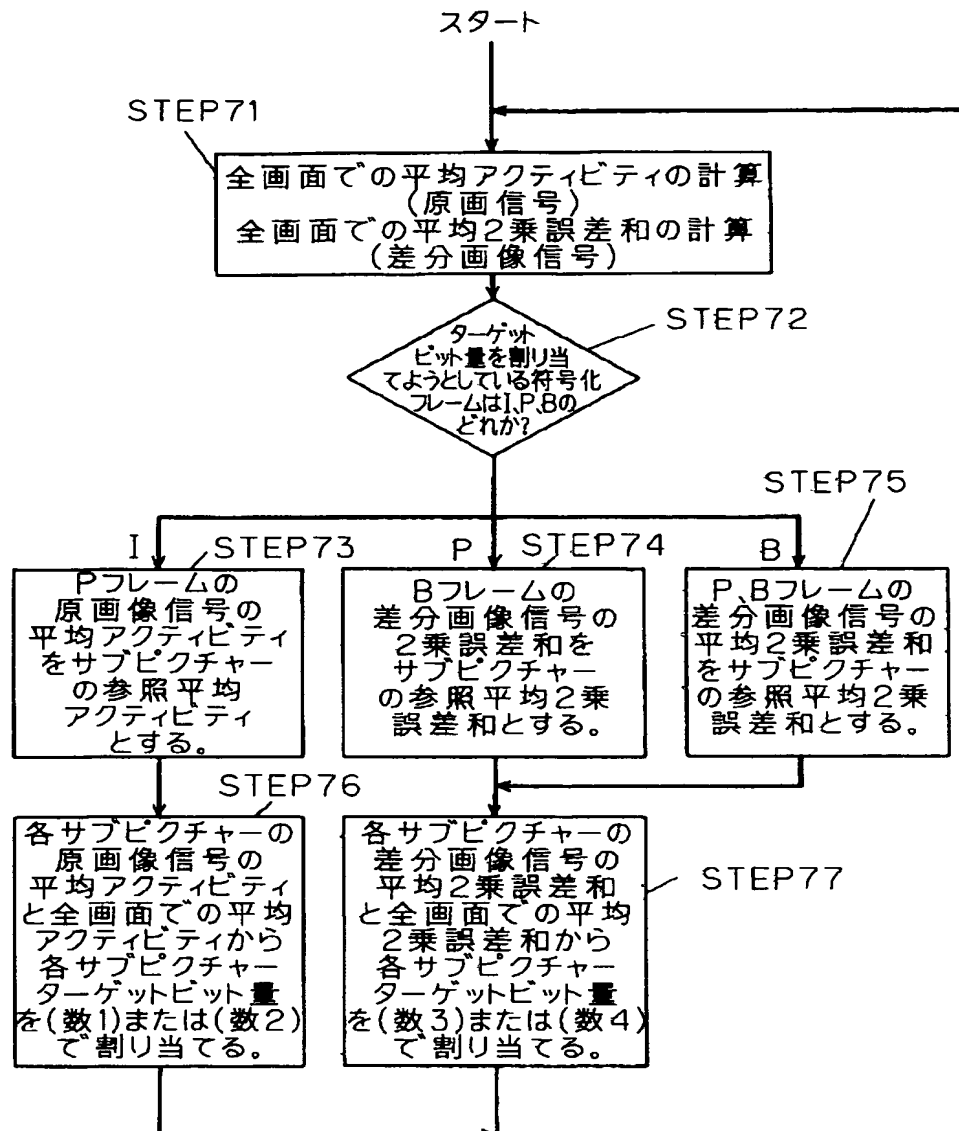 スタート
STEP71
全画面での平均アクティビティの計算
(原画信号)
全画面での平均2乗誤差和の計算
(差分画像信号)
STEP72
ターゲット
ビット量を割り当
てようとしている符号化
フレームはI、P、Bの
どれか?
STEP75
I
STEP73
P
STEP74
B
Pフレームの
原画像信号の
平均アクティビティ
をサブピクチャー
の参照平均
アクティビティ
とする。
Bフレームの
差分画像信号の
2乗誤差和を
サブピクチャー
の参照平均2乗
誤差和とする。
P、Bフレームの
差分画像信号の
平均2乗誤差和
をサブピクチャー
の参照平均2乗
誤差和とする。
STEP76
各サブピクチャーの
原画像信号の
平均アクティビティ
と全画面での平均
アクティビティから
各サブピクチャー
ターゲットビット量
を(数1)または(数2)
で割り当てる。
各サブピクチャーの
差分画像信号の
平均2乗誤差和
と全画面での平均
2乗誤差和から
各サブピクチャー
ターゲットビット量
を(数3)または(数4)
で割り当てる。
STEP77